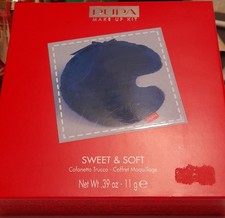 PUPA
MAKE UP KIT
SWEET & SOFT
Cofanetto Trucco - Coffret Maquillage
Net Wt .39 oz - 11 g ℮